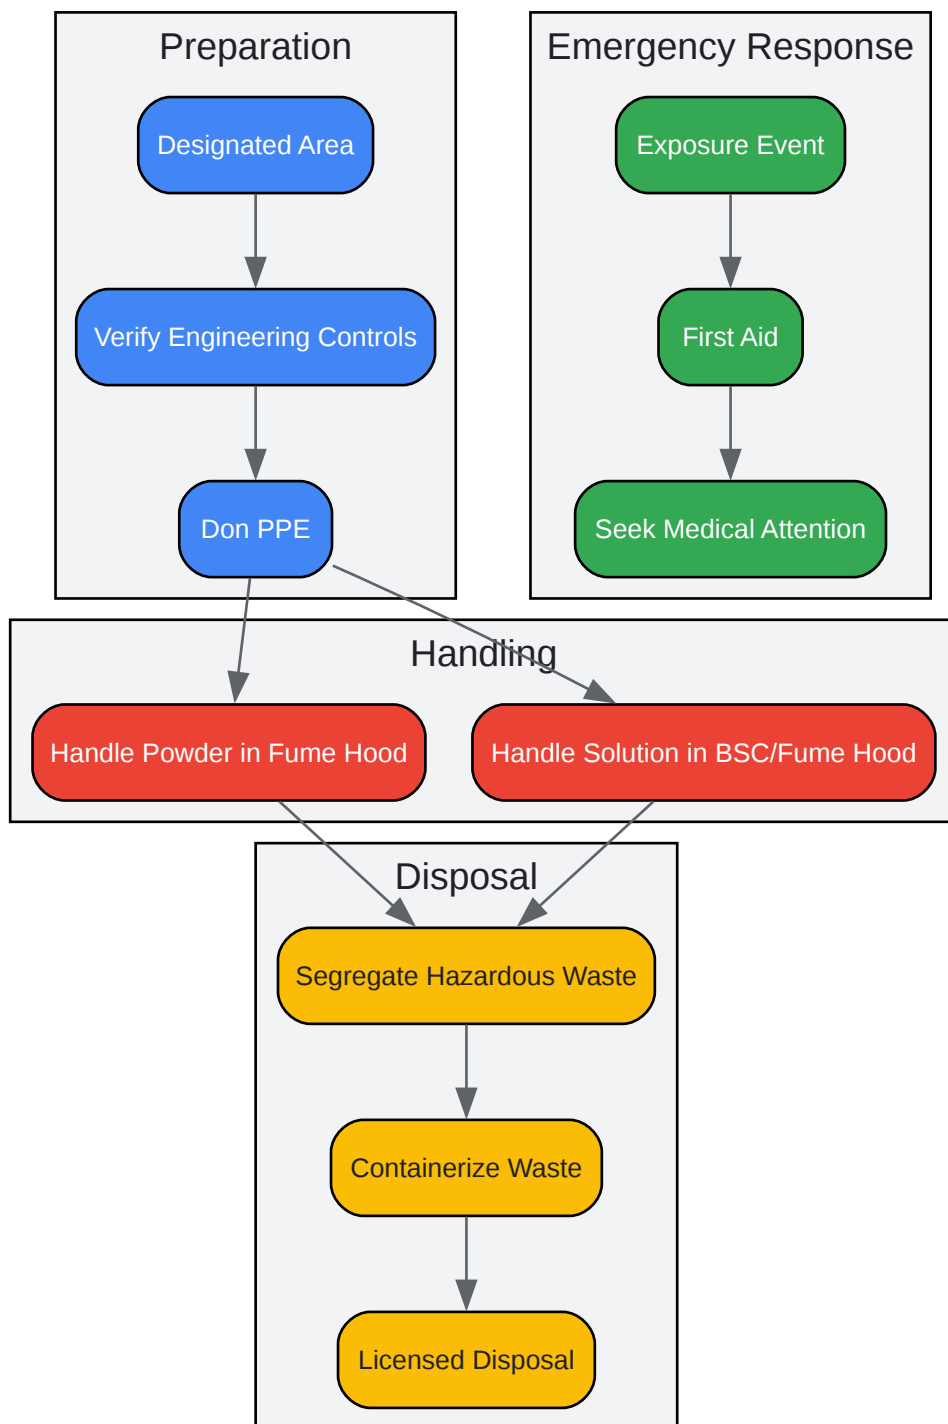 Preparation
Designated Area
Verify Engineering Controls
Don PPE
Emergency Response
Exposure Event
First Aid
Seek Medical Attention
Handling
Handle Powder in Fume Hood
Handle Solution in BSC/Fume Hood
Disposal
Segregate Hazardous Waste
Containerize Waste
Licensed Disposal